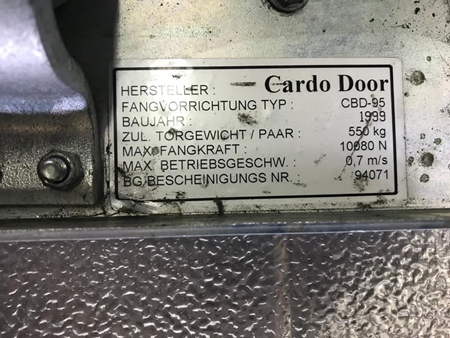 HERSTELLER : Cardo Door
FANGVORRICHTUNG TYP : CBD-95
BAUJAHR : 1999
ZUL. TORGEWICHT / PAAR : 550 kg
MAX. FANGKRAFT : 10080 N
MAX. BETRIEBSGESCHW. : 0,7 m/s
BG BESCHEINIGUNGS NR. : 94071